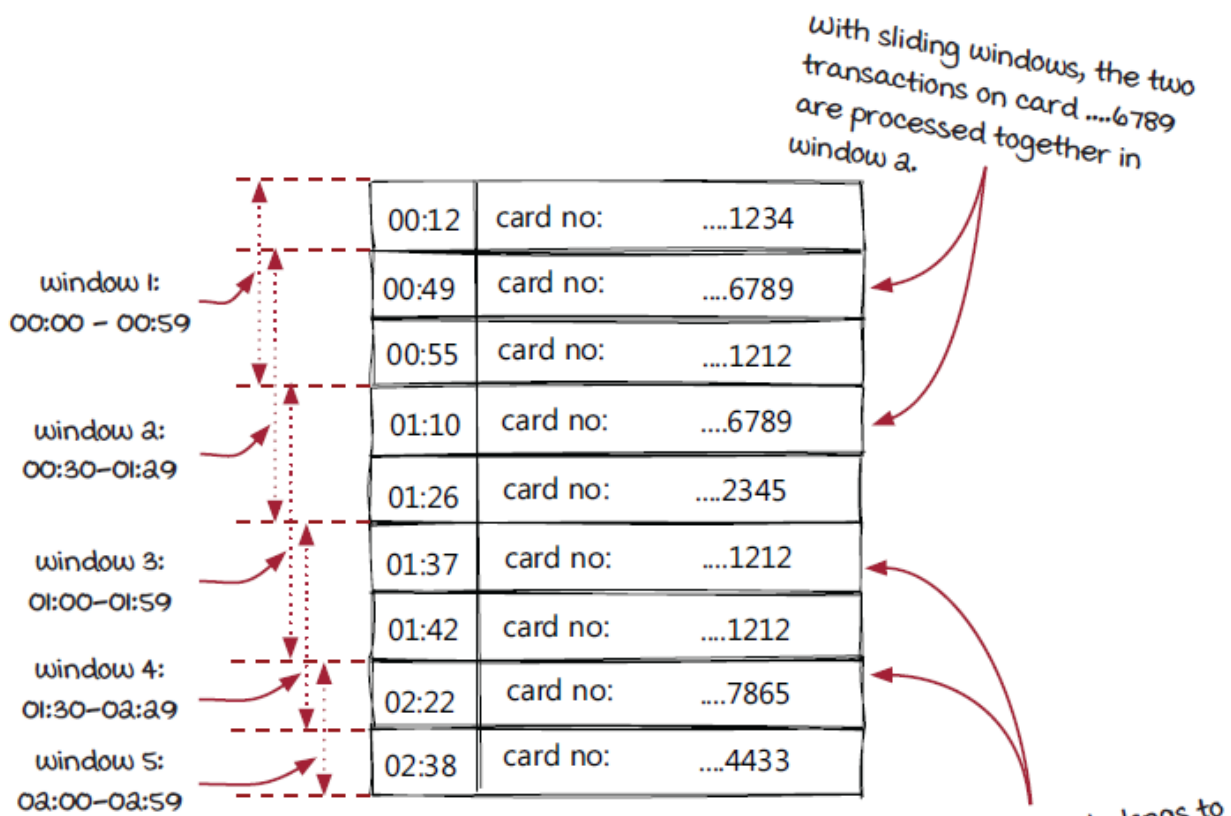 With sliding windows, the two
transactions on card ....6789
are processed together in
window 2.
00:12 card no: ....1234
00:49 card no: ....6789
00:55 card no: ....1212
01:10 card no: ....6789
01:26 card no: ....2345
01:37 card no: ....1212
01:42 card no: ....1212
02:22 card no: ....7865
02:38 card no: ....4433
window 1:
00:00 - 00:59
window 2:
00:30-01:29
window 3:
01:00-01:59
window 4:
01:30-02:29
window 5:
02:00-02:59
to